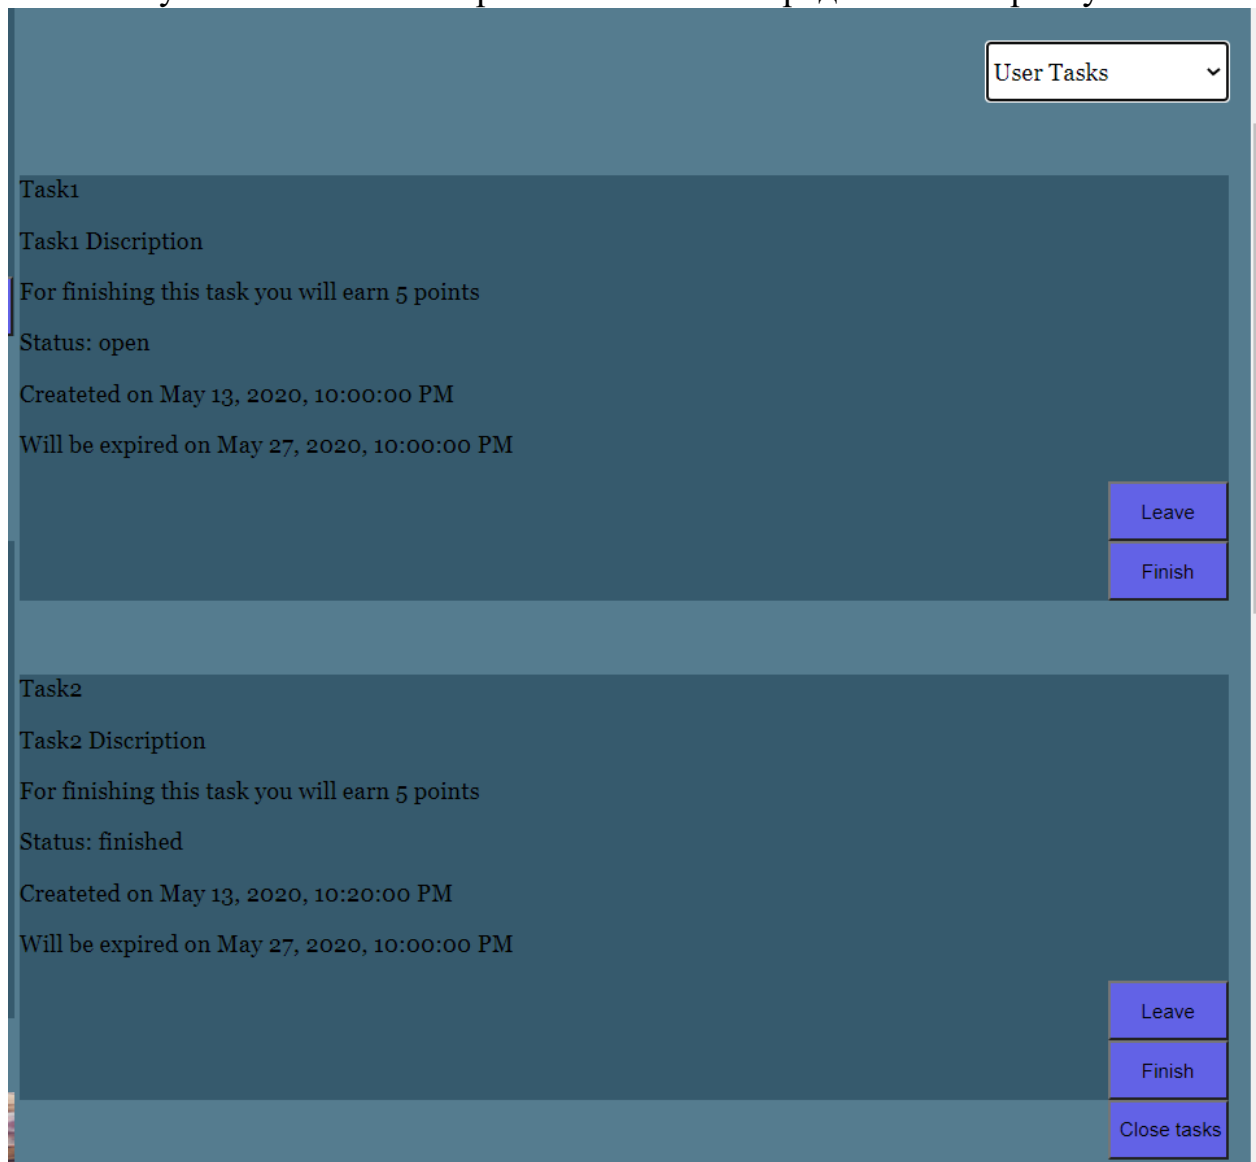 User Tasks
Task1
Task1 Discription
For finishing this task you will earn 5 points
Status: open
Createted on May 13, 2020, 10:00:00 PM
Will be expired on May 27, 2020, 10:00:00 PM
Leave
Finish
Task2
Task2 Discription
For finishing this task you will earn 5 points
Status: finished
Createted on May 13, 2020, 10:20:00 PM
Will be expired on May 27, 2020, 10:00:00 PM
Leave
Finish
Close tasks